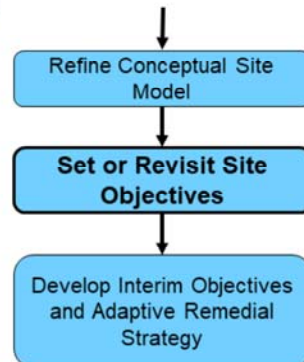 Refine Conceptual Site
Model
Set or Revisit Site
Objectives
Develop Interim Objectives
and Adaptive Remedial
Strategy